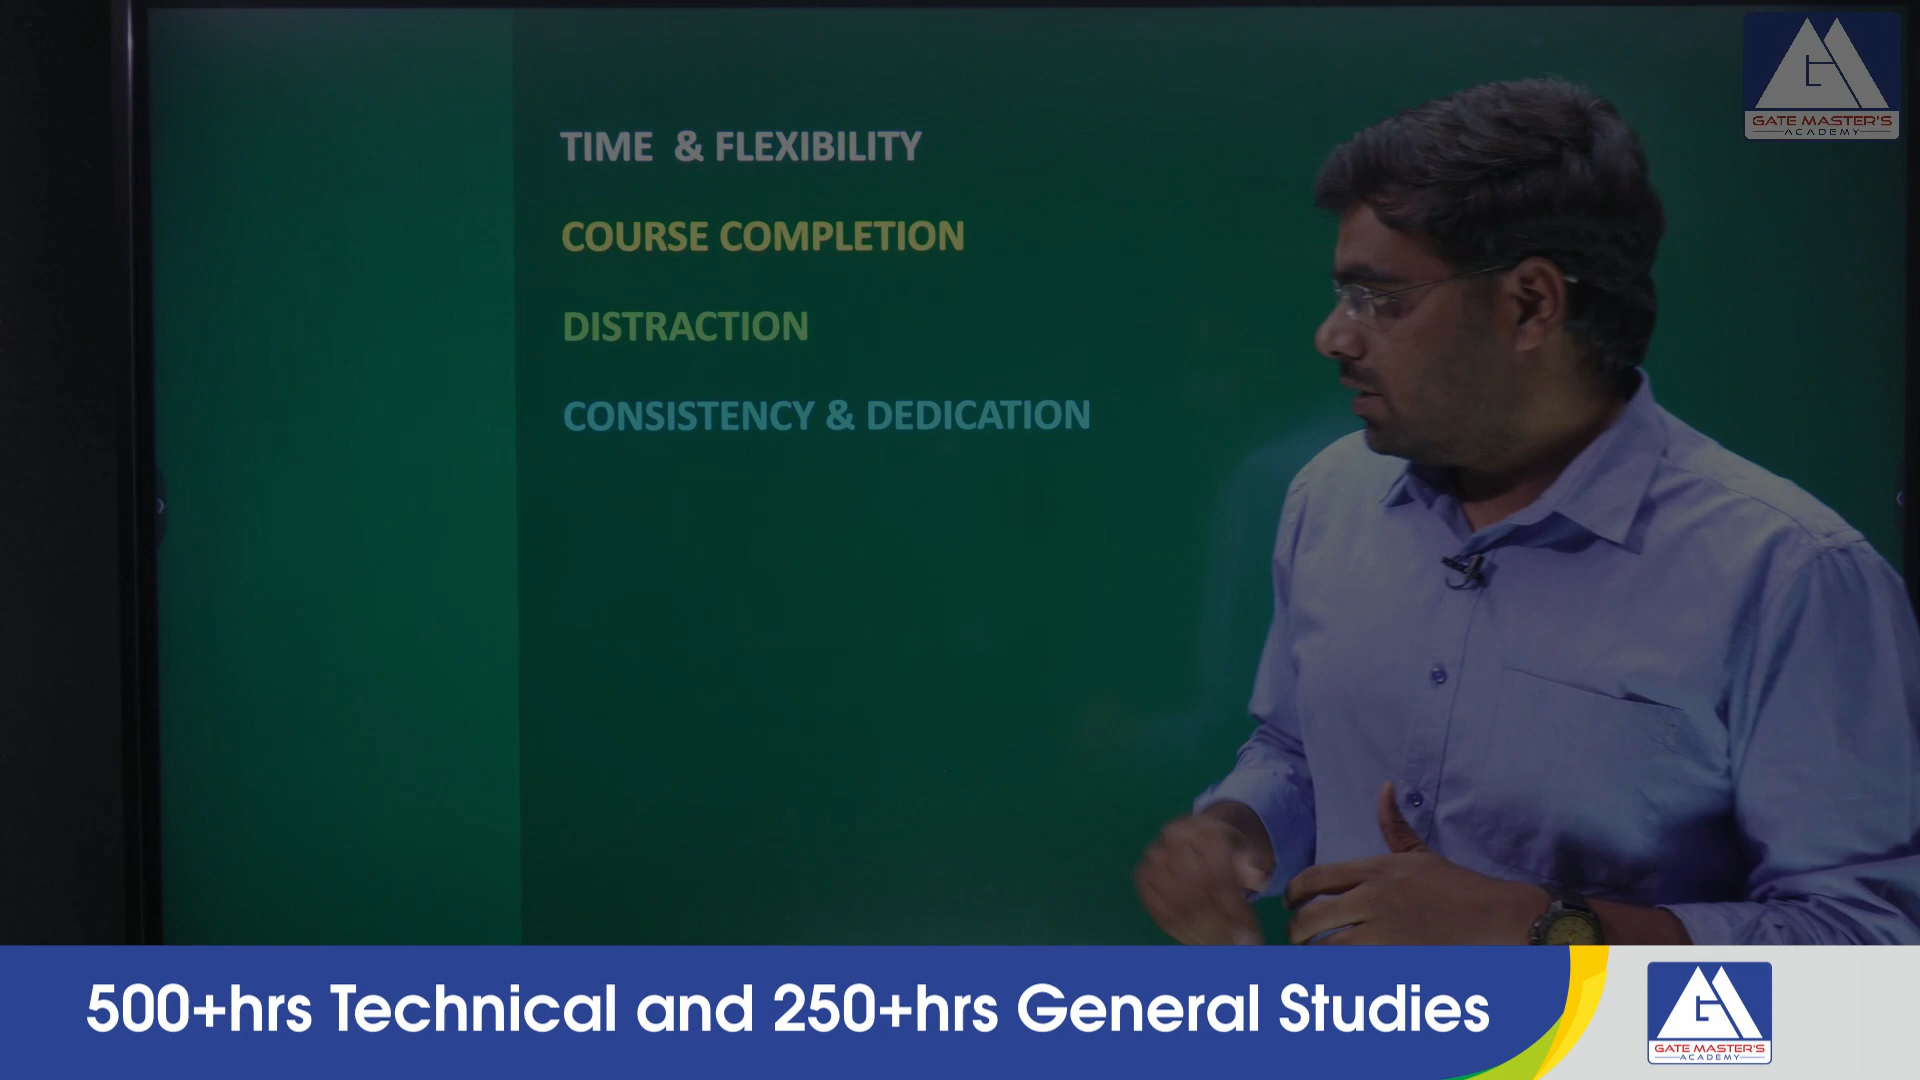 TIME & FLEXIBILITY
COURSE COMPLETION
DISTRACTION
CONSISTENCY & DEDICATION
GATE MASTER'S
ACADEMY
500+hrs Technical and 250+hrs General Studies
GATE MASTER'S
ACADEMY